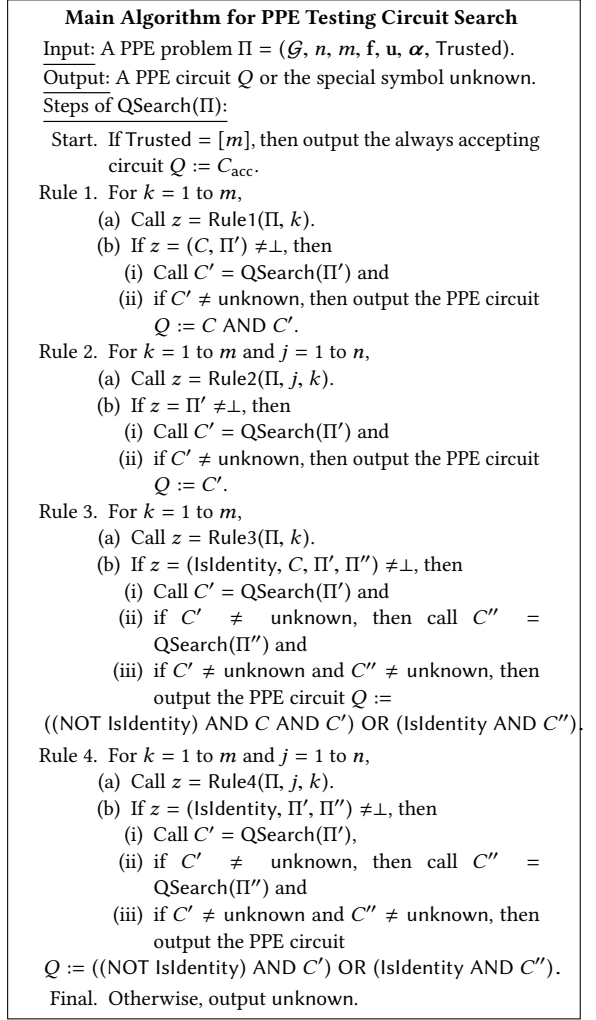 Main Algorithm for PPE Testing Circuit Search
Input: A PPE problem Π = (𝒢, n, m, f, u, α, Trusted).
Output: A PPE circuit Q or the special symbol unknown.
Steps of QSearch(Π):
Start. If Trusted = [m], then output the always accepting
circuit Q := C_acc.
Rule 1. For k = 1 to m,
(a) Call z = Rule1(Π, k).
(b) If z = (C, Π′) ≠⊥, then
(i) Call C′ = QSearch(Π′) and
(ii) if C′ ≠ unknown, then output the PPE circuit
Q := C AND C′.
Rule 2. For k = 1 to m and j = 1 to n,
(a) Call z = Rule2(Π, j, k).
(b) If z = Π′ ≠⊥, then
(i) Call C′ = QSearch(Π′) and
(ii) if C′ ≠ unknown, then output the PPE circuit
Q := C′.
Rule 3. For k = 1 to m,
(a) Call z = Rule3(Π, k).
(b) If z = (IsIdentity, C, Π′, Π′′) ≠⊥, then
(i) Call C′ = QSearch(Π′) and
(ii) if C′ ≠ unknown, then call C′′ =
QSearch(Π′′) and
(iii) if C′ ≠ unknown and C′′ ≠ unknown, then
output the PPE circuit Q :=
((NOT IsIdentity) AND C AND C′) OR (IsIdentity AND C′′).
Rule 4. For k = 1 to m and j = 1 to n,
(a) Call z = Rule4(Π, j, k).
(b) If z = (IsIdentity, Π′, Π′′) ≠⊥, then
(i) Call C′ = QSearch(Π′),
(ii) if C′ ≠ unknown, then call C′′ =
QSearch(Π′′) and
(iii) if C′ ≠ unknown and C′′ ≠ unknown, then
output the PPE circuit
Q := ((NOT IsIdentity) AND C′) OR (IsIdentity AND C′′).
Final. Otherwise, output unknown.